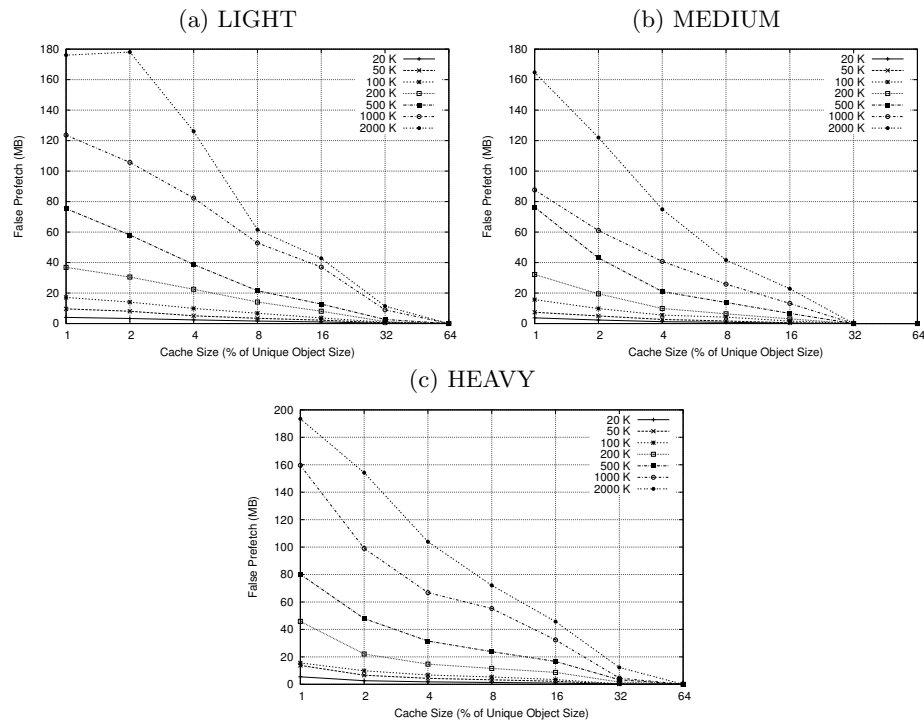 (a) LIGHT
180
160
140
120
100
80
60
40
20
0
False Prefetch (MB)
1 2 4 8 16 32 64
Cache Size (% of Unique Object Size)
20 K
50 K
100 K
200 K
500 K
1000 K
2000 K
(b) MEDIUM
180
160
140
120
100
80
60
40
20
0
False Prefetch (MB)
1 2 4 8 16 32 64
Cache Size (% of Unique Object Size)
20 K
50 K
100 K
200 K
500 K
1000 K
2000 K
(c) HEAVY
200
180
160
140
120
100
80
60
40
20
0
False Prefetch (MB)
1 2 4 8 16 32 64
Cache Size (% of Unique Object Size)
20 K
50 K
100 K
200 K
500 K
1000 K
2000 K